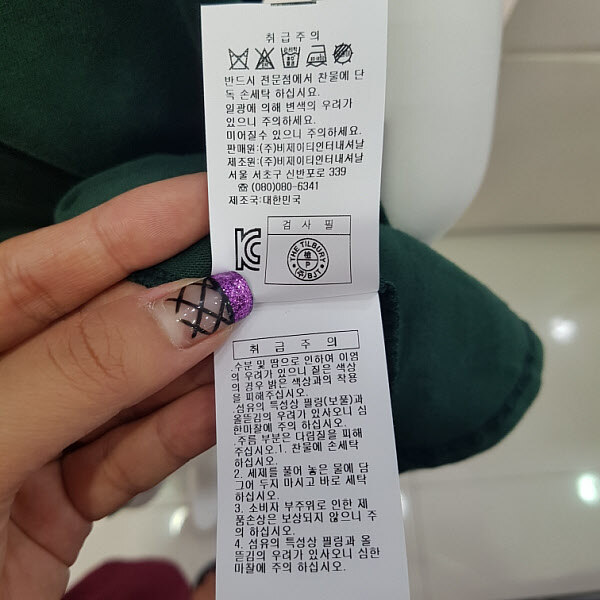 취급주의
반드시 전문점에서 찬물에 단
독 손세탁 하십시요.
일광에 의해 변색의 우려가
있으니 주의하세요.
미어질수 있으니 주의하세요.
판매원:(주)비제이티인터내셔날
제조원:(주)비제이티인터내셔날
서울 서초구 신반포로 339
☎ (080)080-6341
제조국:대한민국
검사필
THE TILBURY
P
(주)BJT
취급주의
.수분 및 땀으로 인하여 이염
의 우려가 있으니 짙은 색상
의 경우 밝은 색상과의 착용
을 피해주십시오.
.섬유의 특성상 필링(보풀)과
올뜯김의 우려가 있사오니 심
한마찰에 주의 하십시오.
.주름 부분은 다림질을 피해
주십시오.1. 찬물에 손세탁
하십시오.
2. 세제를 풀어 놓은 물에 담
그어 두지 마시고 바로 세탁
하십시오.
3. 소비자 부주위로 인한 제
품손상은 보상되지 않으니 주
의 하십시오.
4. 섬유의 특성상 필링과 올
뜯김의 우려가 있사오니 심한
마찰에 주의 하십시오.